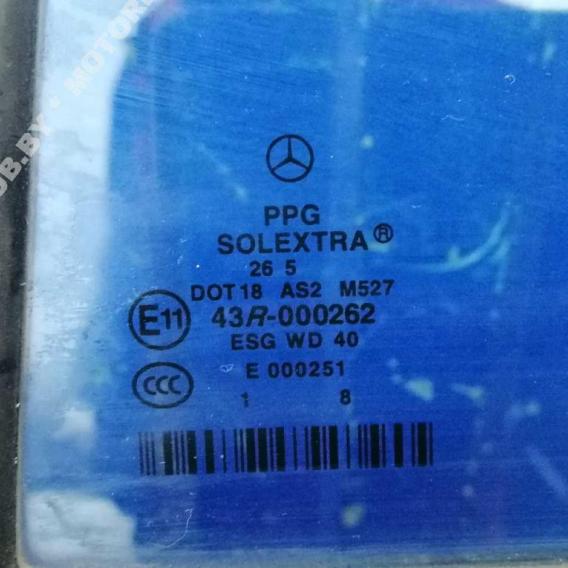 PPG
SOLEXTRA®
26 5
DOT18 AS2 M527
E11 43R-000262
ESG WD 40
CCC E 000251
1 8